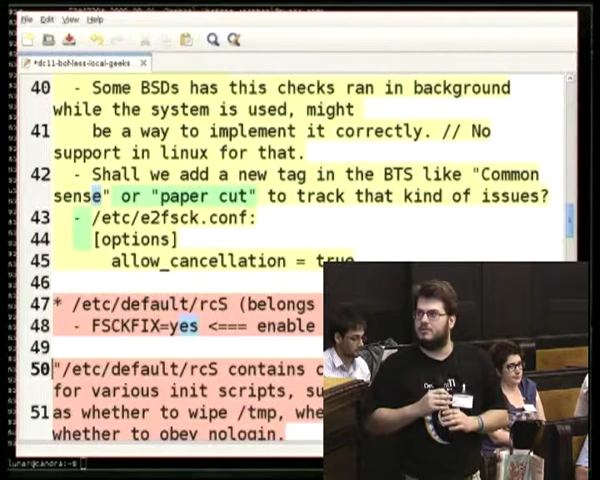 File Edit View Help
*dc11-bof-less-local-geeks
40 - Some BSDs has this checks ran in background
while the system is used, might
41 be a way to implement it correctly. // No
support in linux for that.
42 - Shall we add a new tag in the BTS like "Common
sense" or "paper cut" to track that kind of issues?
43 - /etc/e2fsck.conf:
44 [options]
45 allow_cancellation = true
46
47 * /etc/default/rcS (belongs
48 - FSCKFIX=yes <=== enable
49
50 "/etc/default/rcS contains
for various init scripts,
51 as whether to wipe /tmp,
whether to obey nologin.